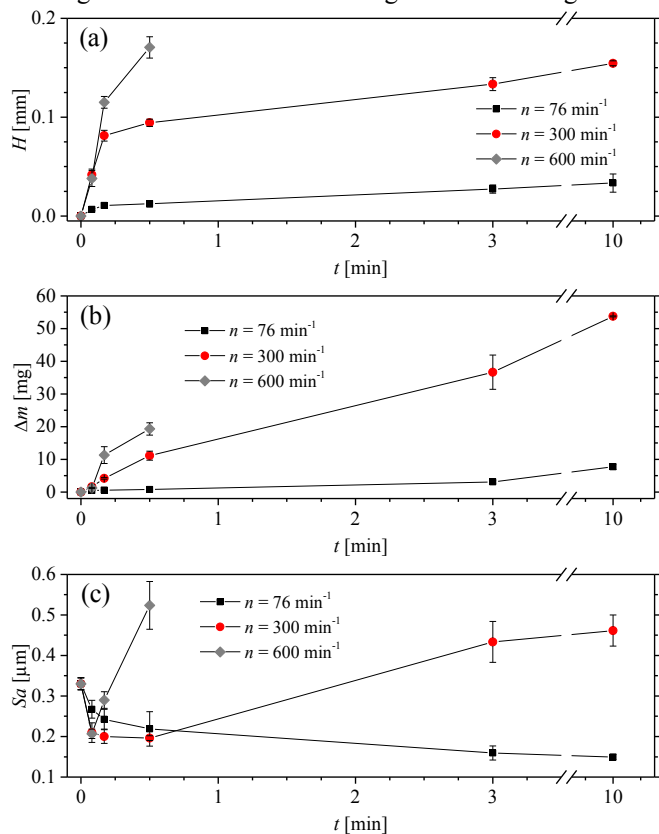 (a)
0.2
0.1
0.0
H [mm]
n = 76 min⁻¹
n = 300 min⁻¹
n = 600 min⁻¹
0 1 2 3 10
t [min]
(b)
60
50
40
30
20
10
0
Δm [mg]
n = 76 min⁻¹
n = 300 min⁻¹
n = 600 min⁻¹
0 1 2 3 10
t [min]
(c)
0.6
0.5
0.4
0.3
0.2
0.1
Sa [µm]
n = 76 min⁻¹
n = 300 min⁻¹
n = 600 min⁻¹
0 1 2 3 10
t [min]